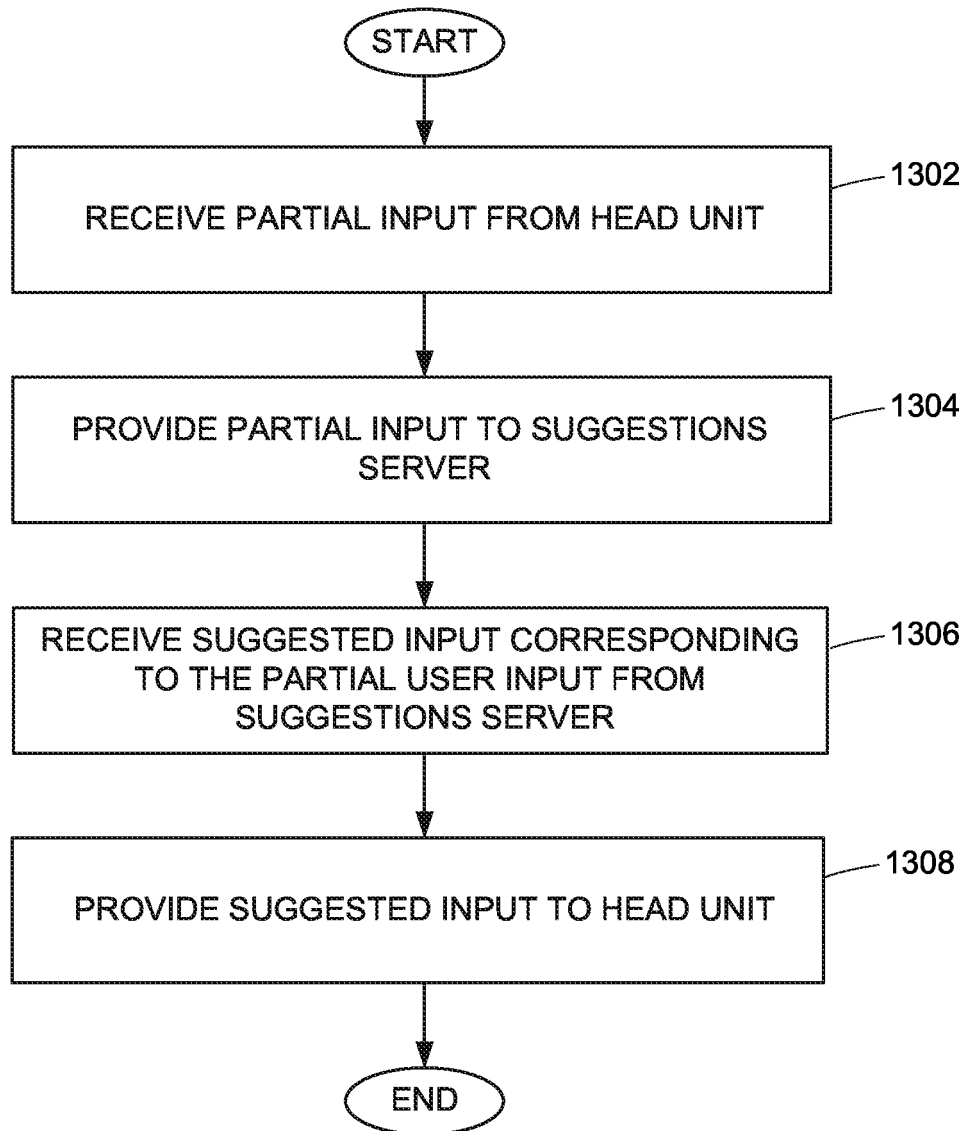 START
1302
RECEIVE PARTIAL INPUT FROM HEAD UNIT
1304
PROVIDE PARTIAL INPUT TO SUGGESTIONS
SERVER
1306
RECEIVE SUGGESTED INPUT CORRESPONDING
TO THE PARTIAL USER INPUT FROM
SUGGESTIONS SERVER
1308
PROVIDE SUGGESTED INPUT TO HEAD UNIT
END